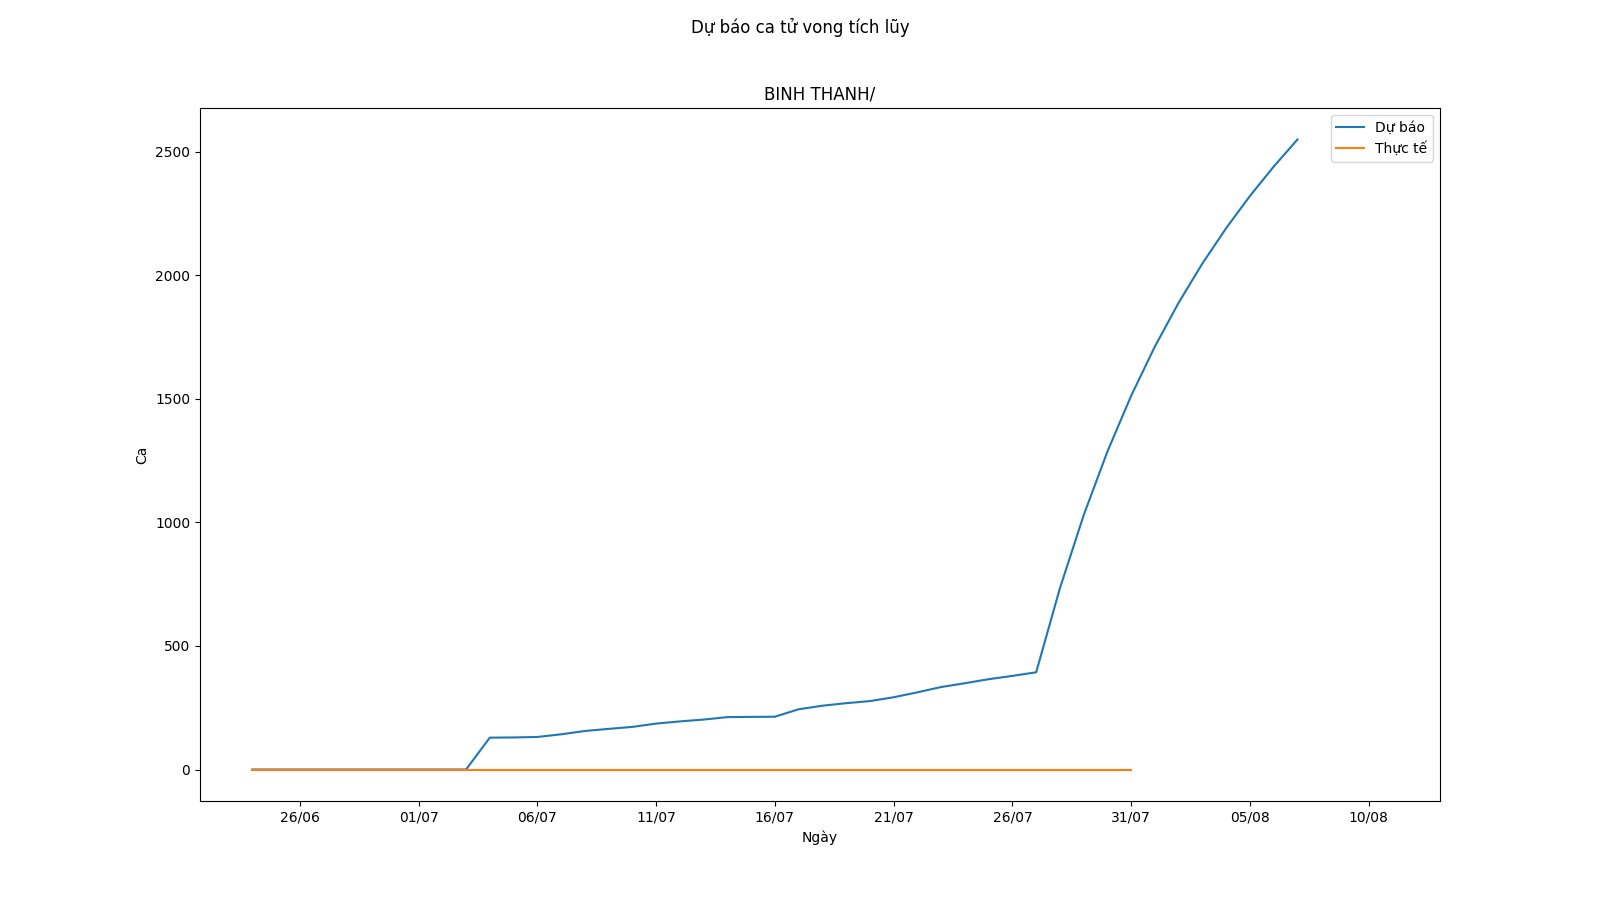 Dự báo ca tử vong tích lũy
BINH THANH/
Dự báo
Thực tế
2500
2000
1500
1000
500
0
Ca
26/06 01/07 06/07 11/07 16/07 21/07 26/07 31/07 05/08 10/08
Ngày